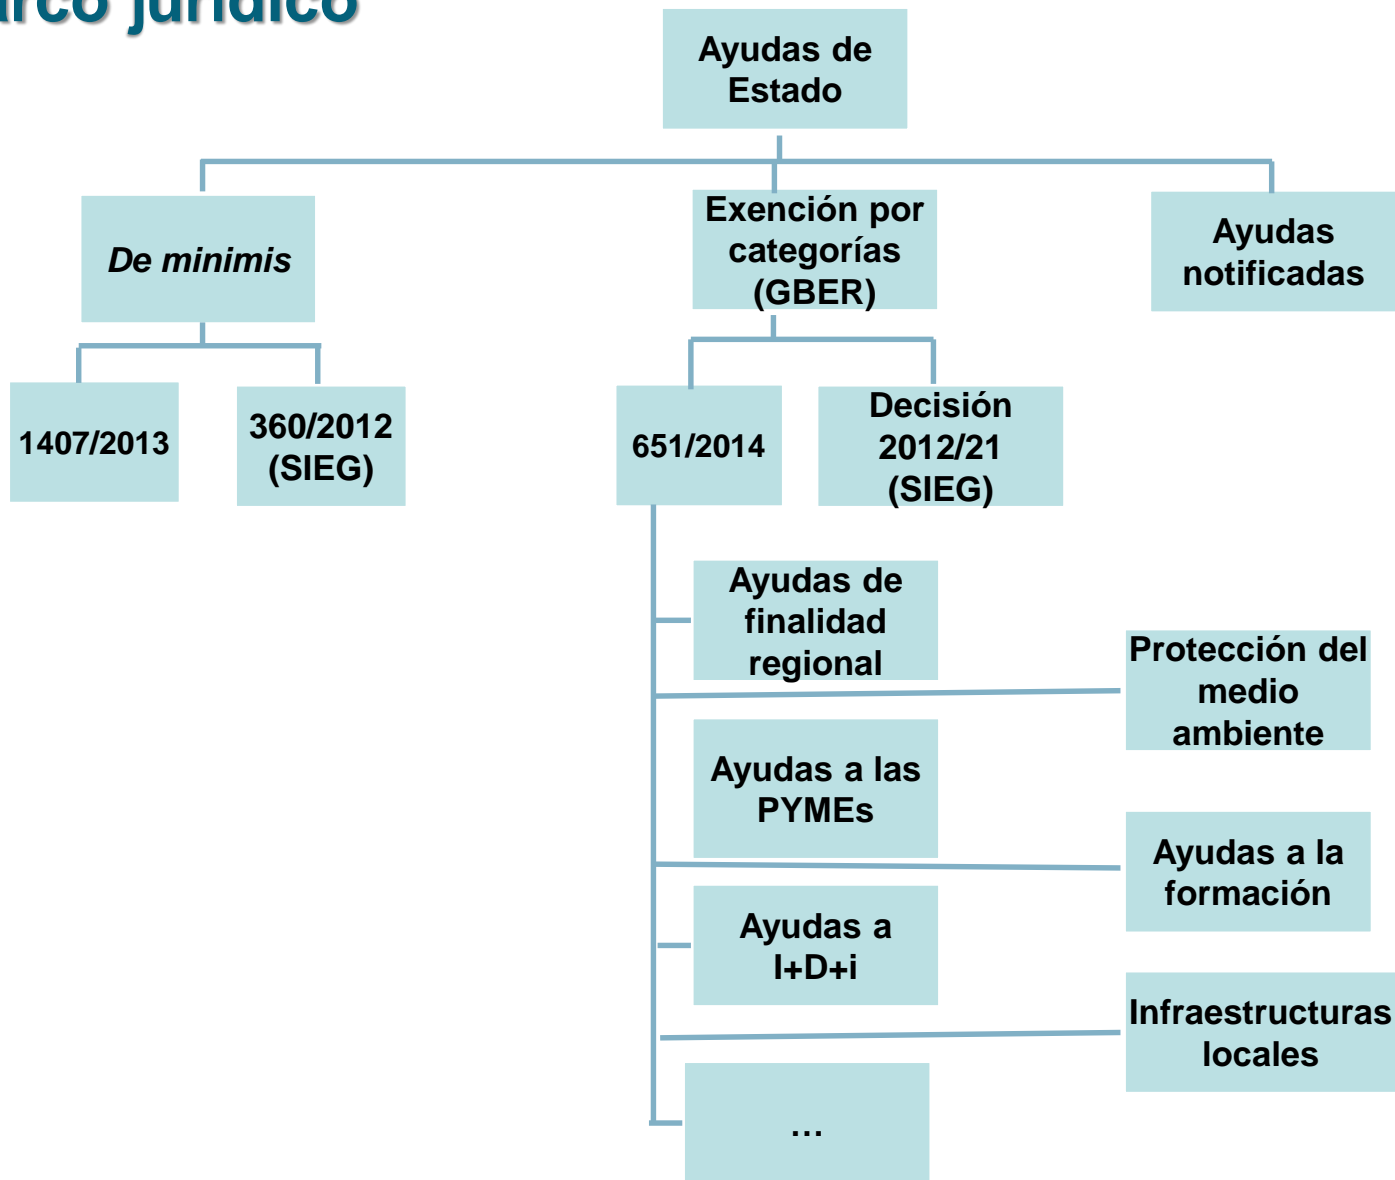 arco jurídico
Ayudas de
Estado
De minimis
Exención por
categorías
(GBER)
Ayudas
notificadas
1407/2013
360/2012
(SIEG)
651/2014
Decisión
2012/21
(SIEG)
Ayudas de
finalidad
regional
Protección del
medio
ambiente
Ayudas a las
PYMEs
Ayudas a la
formación
Ayudas a
I+D+i
Infraestructuras
locales
…